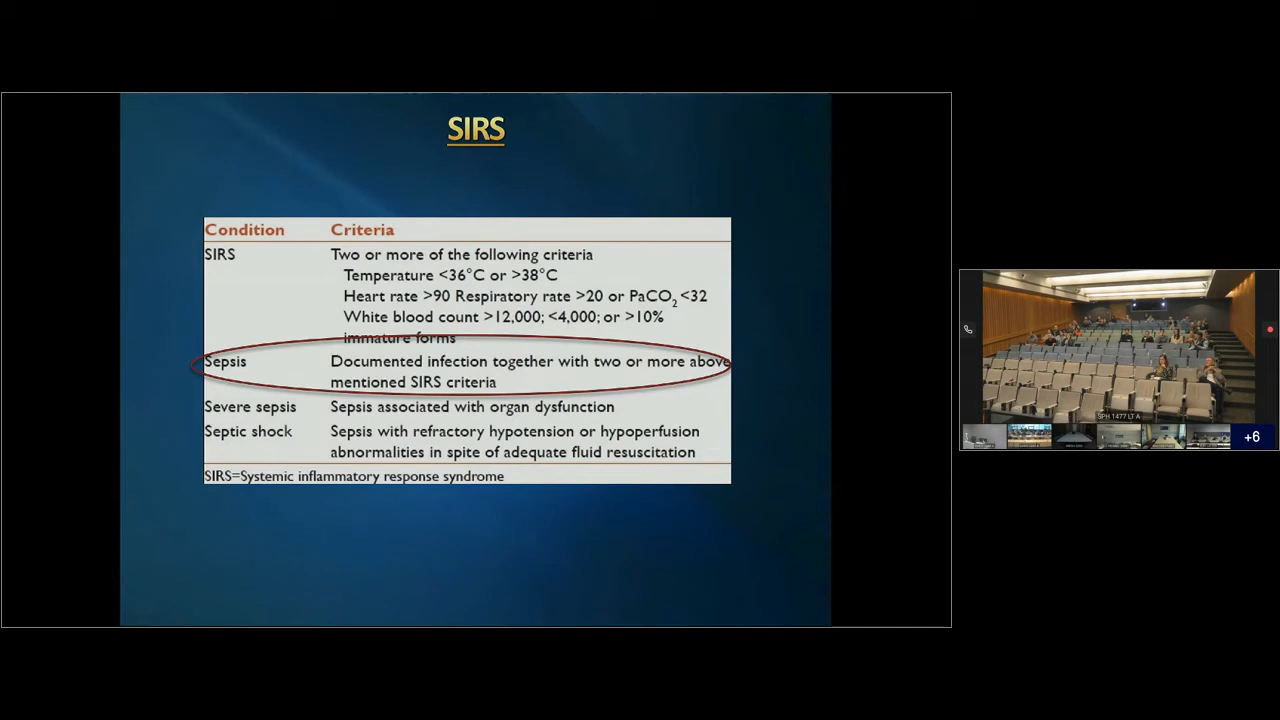 SIRS
Condition Criteria
SIRS Two or more of the following criteria
Temperature <36°C or >38°C
Heart rate >90 Respiratory rate >20 or PaCO2 <32
White blood count >12,000; <4,000; or >10%
immature forms
Sepsis Documented infection together with two or more above
mentioned SIRS criteria
Severe sepsis Sepsis associated with organ dysfunction
Septic shock Sepsis with refractory hypotension or hypoperfusion
abnormalities in spite of adequate fluid resuscitation
SIRS=Systemic inflammatory response syndrome
SPH 1477 LT A
+6